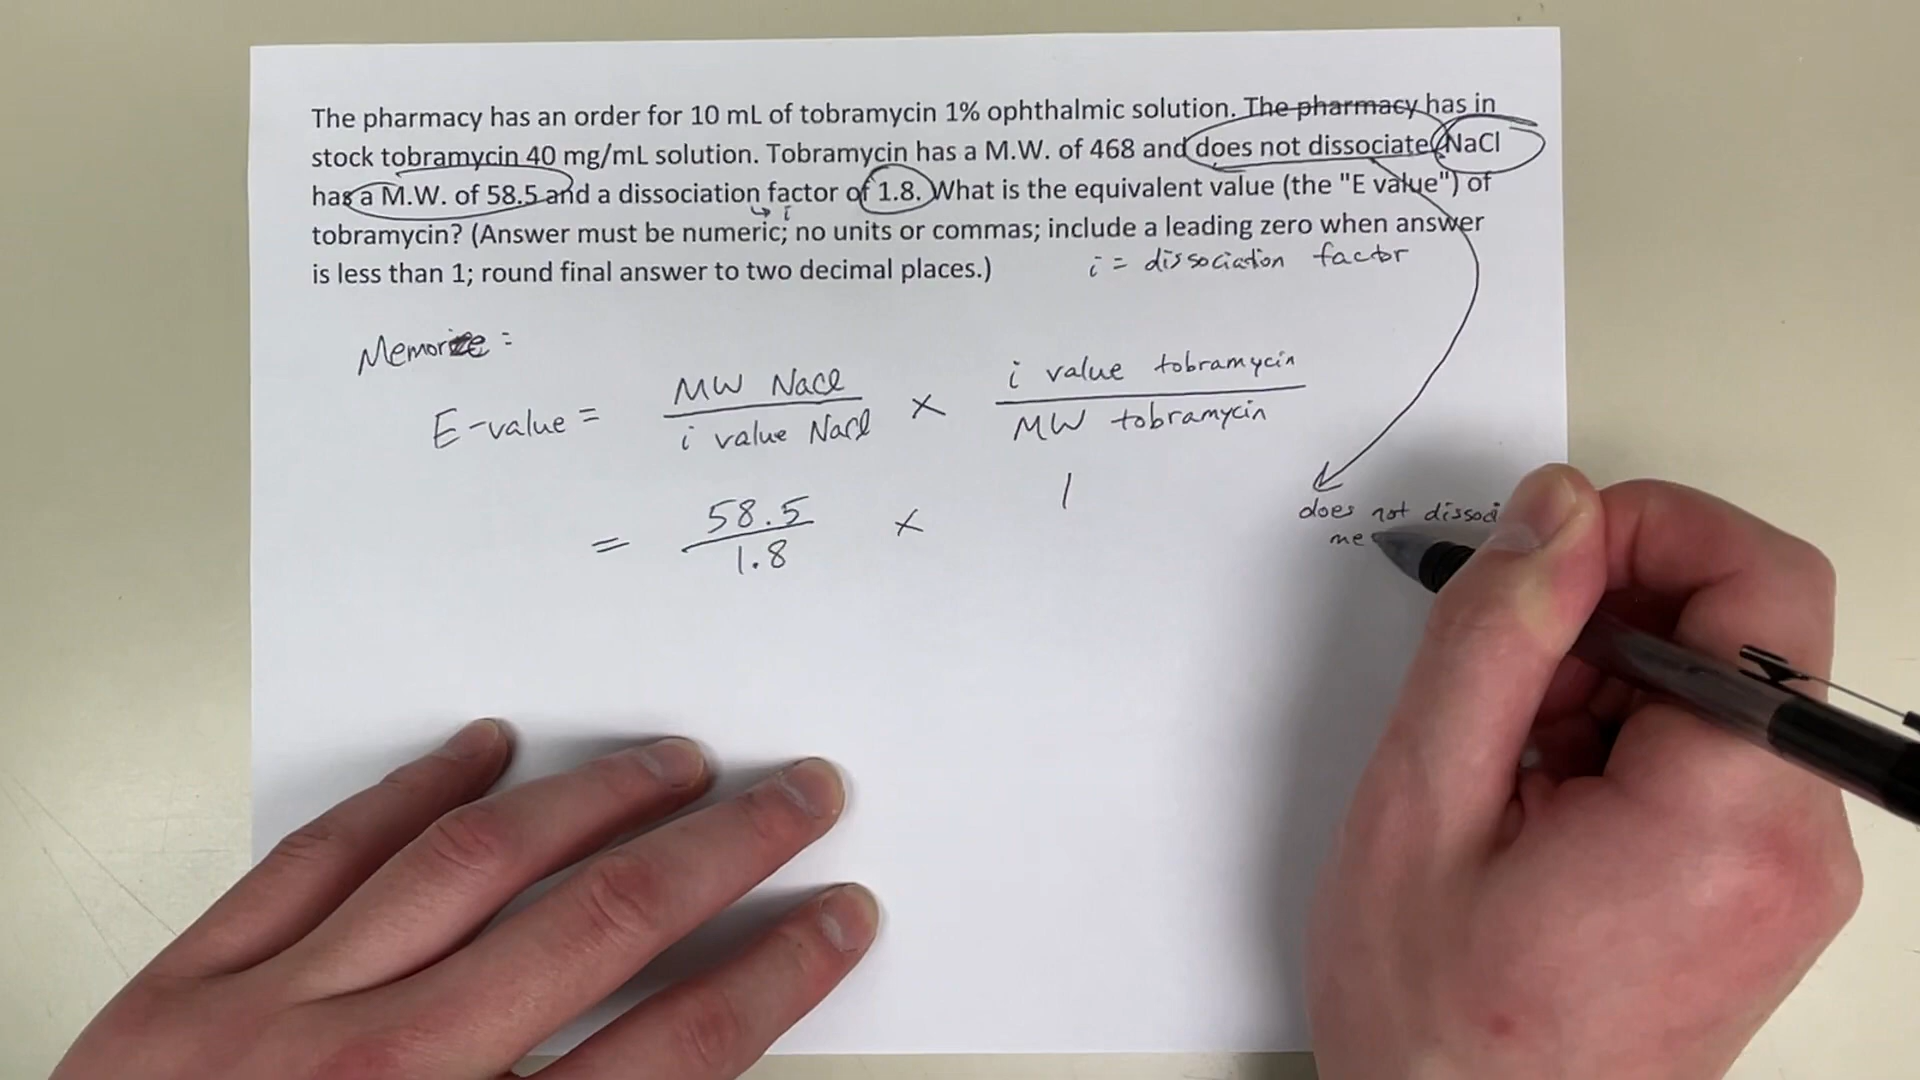 The pharmacy has an order for 10 mL of tobramycin 1% ophthalmic solution. The pharmacy has in
stock tobramycin 40 mg/mL solution. Tobramycin has a M.W. of 468 and does not dissociate. NaCl
has a M.W. of 58.5 and a dissociation factor of 1.8. What is the equivalent value (the "E value") of
↳ i
tobramycin? (Answer must be numeric; no units or commas; include a leading zero when answer
is less than 1; round final answer to two decimal places.)
i = dissociation factor
Memorize:
E-value = MW NaCl / i value NaCl × i value tobramycin / MW tobramycin
= 58.5 / 1.8 × 1
does not dissoci
me